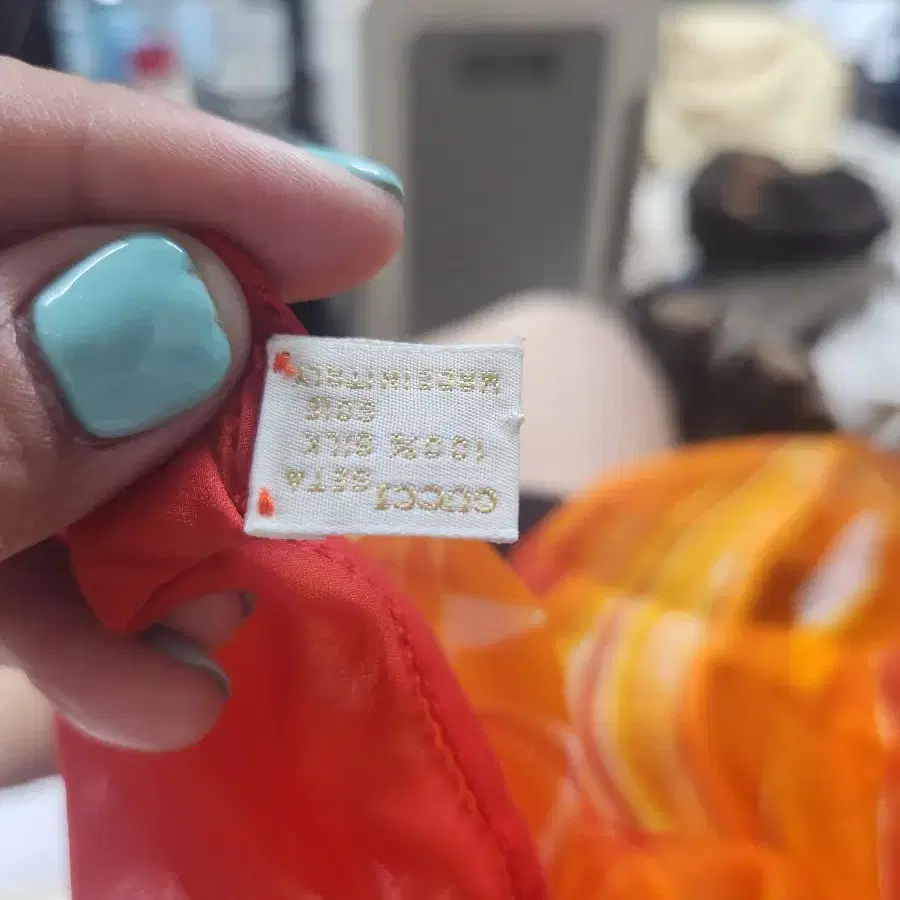 GUCCI
SETA
100% SILK
SOIE
MADE IN ITALY